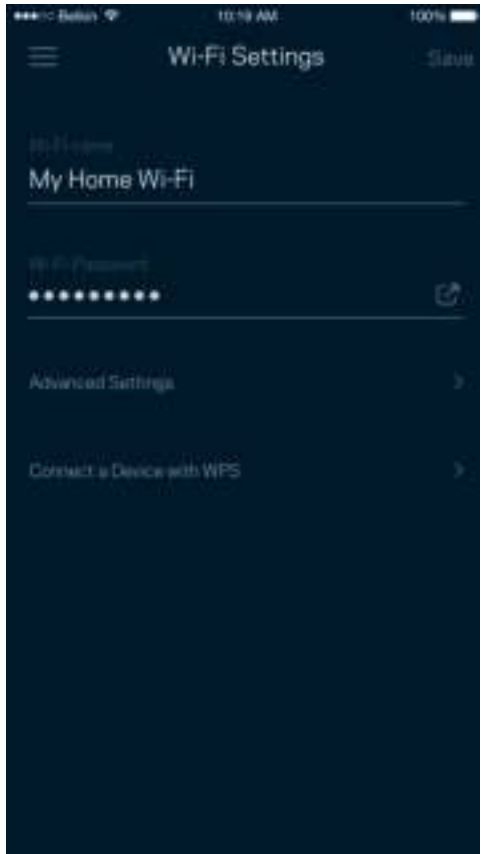 Belkin 10:19 AM 100%
Wi-Fi Settings Save
Wi-Fi Name
My Home Wi-Fi
Wi-Fi Password
•••••••••
Advanced Settings
Connect a Device with WPS